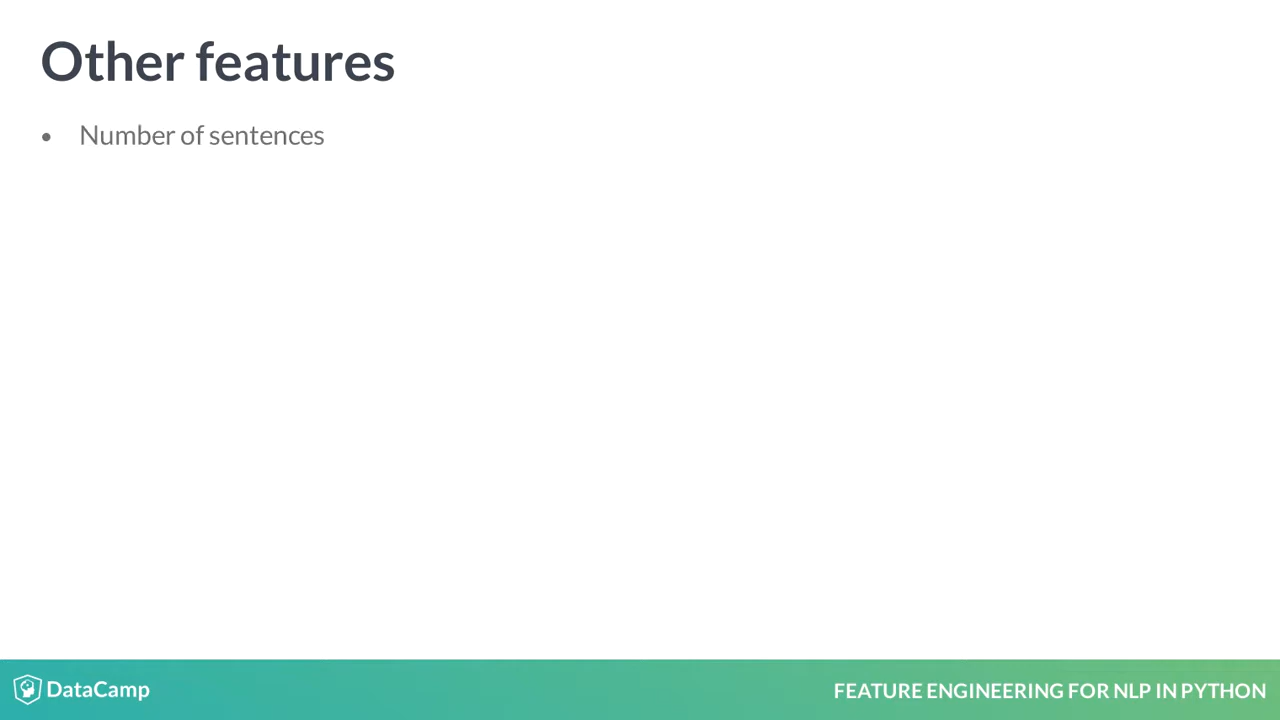 Other features
• Number of sentences
DataCamp
FEATURE ENGINEERING FOR NLP IN PYTHON